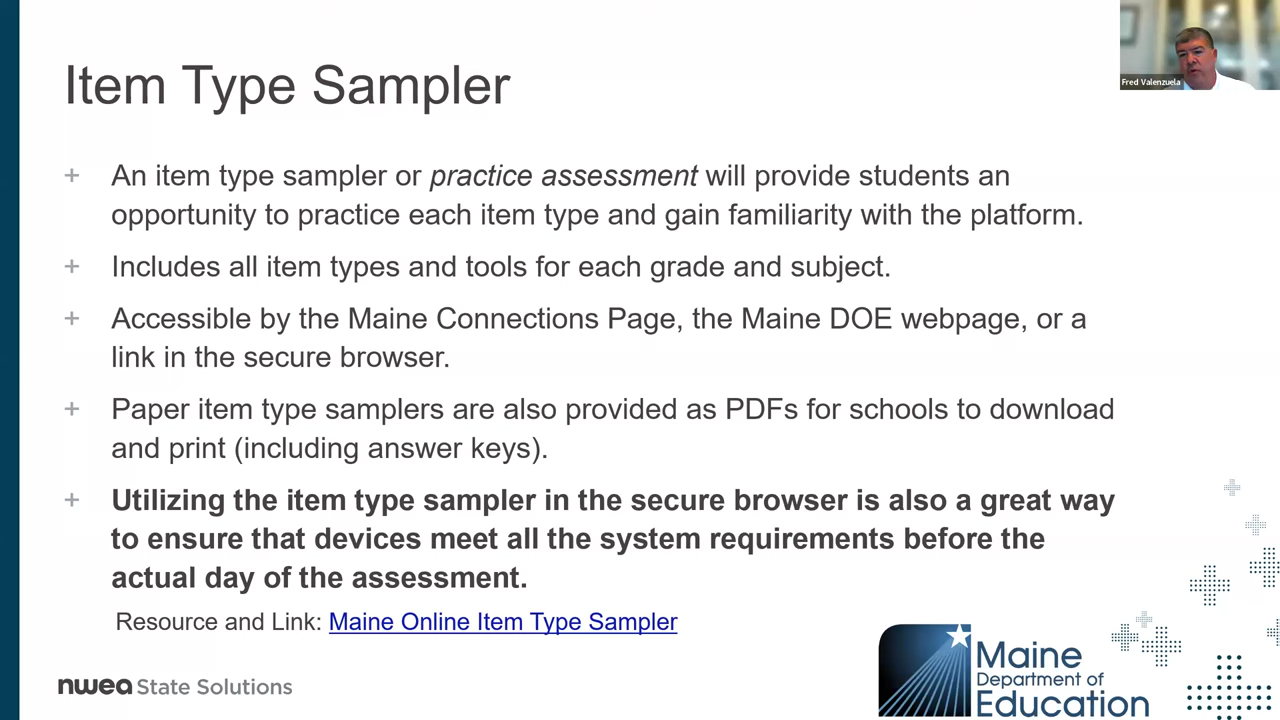 Item Type Sampler
Fred Valenzuela
+ An item type sampler or practice assessment will provide students an
opportunity to practice each item type and gain familiarity with the platform.
+ Includes all item types and tools for each grade and subject.
+ Accessible by the Maine Connections Page, the Maine DOE webpage, or a
link in the secure browser.
+ Paper item type samplers are also provided as PDFs for schools to download
and print (including answer keys).
+ Utilizing the item type sampler in the secure browser is also a great way
to ensure that devices meet all the system requirements before the
actual day of the assessment.
Resource and Link: Maine Online Item Type Sampler
nwea State Solutions
Maine
Department of
Education